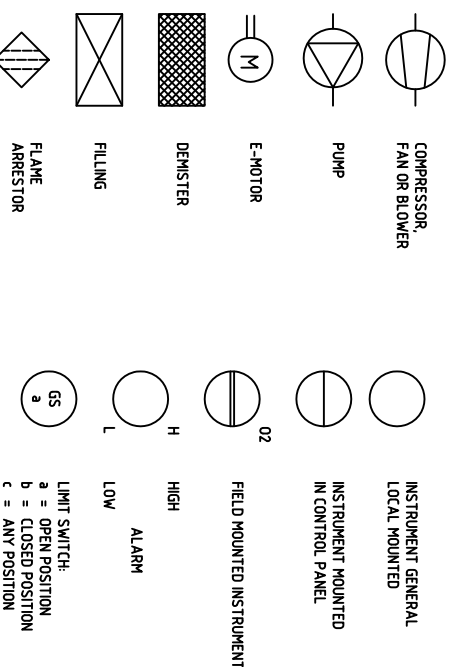 COMPRESSOR,
FAN OR BLOWER
PUMP
M
E-MOTOR
DEMISTER
FILLING
FLAME
ARRESTOR
INSTRUMENT GENERAL
LOCAL MOUNTED
INSTRUMENT MOUNTED
IN CONTROL PANEL
O2
FIELD MOUNTED INSTRUMENT
H HIGH
ALARM
L LOW
GS
a
LIMIT SWITCH:
a = OPEN POSITION
b = CLOSED POSITION
c = ANY POSITION